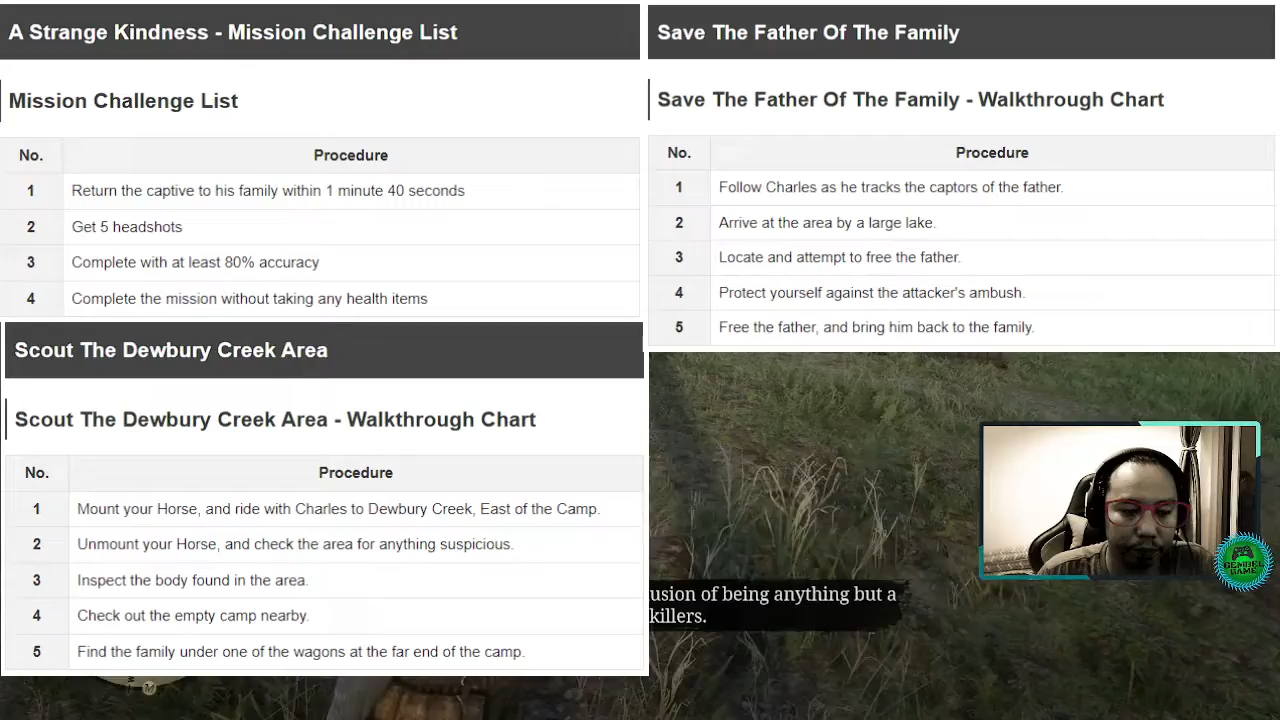 A Strange Kindness - Mission Challenge List
Mission Challenge List
No. Procedure
1 Return the captive to his family within 1 minute 40 seconds
2 Get 5 headshots
3 Complete with at least 80% accuracy
4 Complete the mission without taking any health items
Scout The Dewbury Creek Area
Scout The Dewbury Creek Area - Walkthrough Chart
No. Procedure
1 Mount your Horse, and ride with Charles to Dewbury Creek, East of the Camp.
2 Unmount your Horse, and check the area for anything suspicious.
3 Inspect the body found in the area.
4 Check out the empty camp nearby.
5 Find the family under one of the wagons at the far end of the camp.
Save The Father Of The Family
Save The Father Of The Family - Walkthrough Chart
No. Procedure
1 Follow Charles as he tracks the captors of the father.
2 Arrive at the area by a large lake.
3 Locate and attempt to free the father.
4 Protect yourself against the attacker's ambush.
5 Free the father, and bring him back to the family.
usion of being anything but a
killers.
GEMBEL
GAME